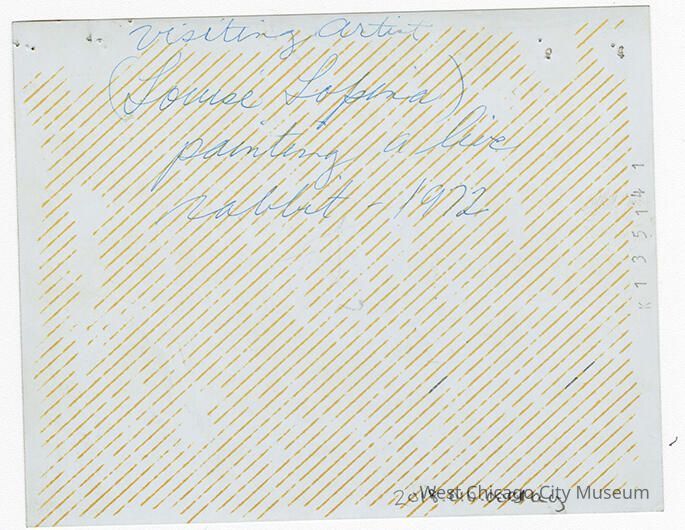 visiting artist
(Louise Lopina)
painting a live
rabbit - 1972
K135141
West Chicago City Museum